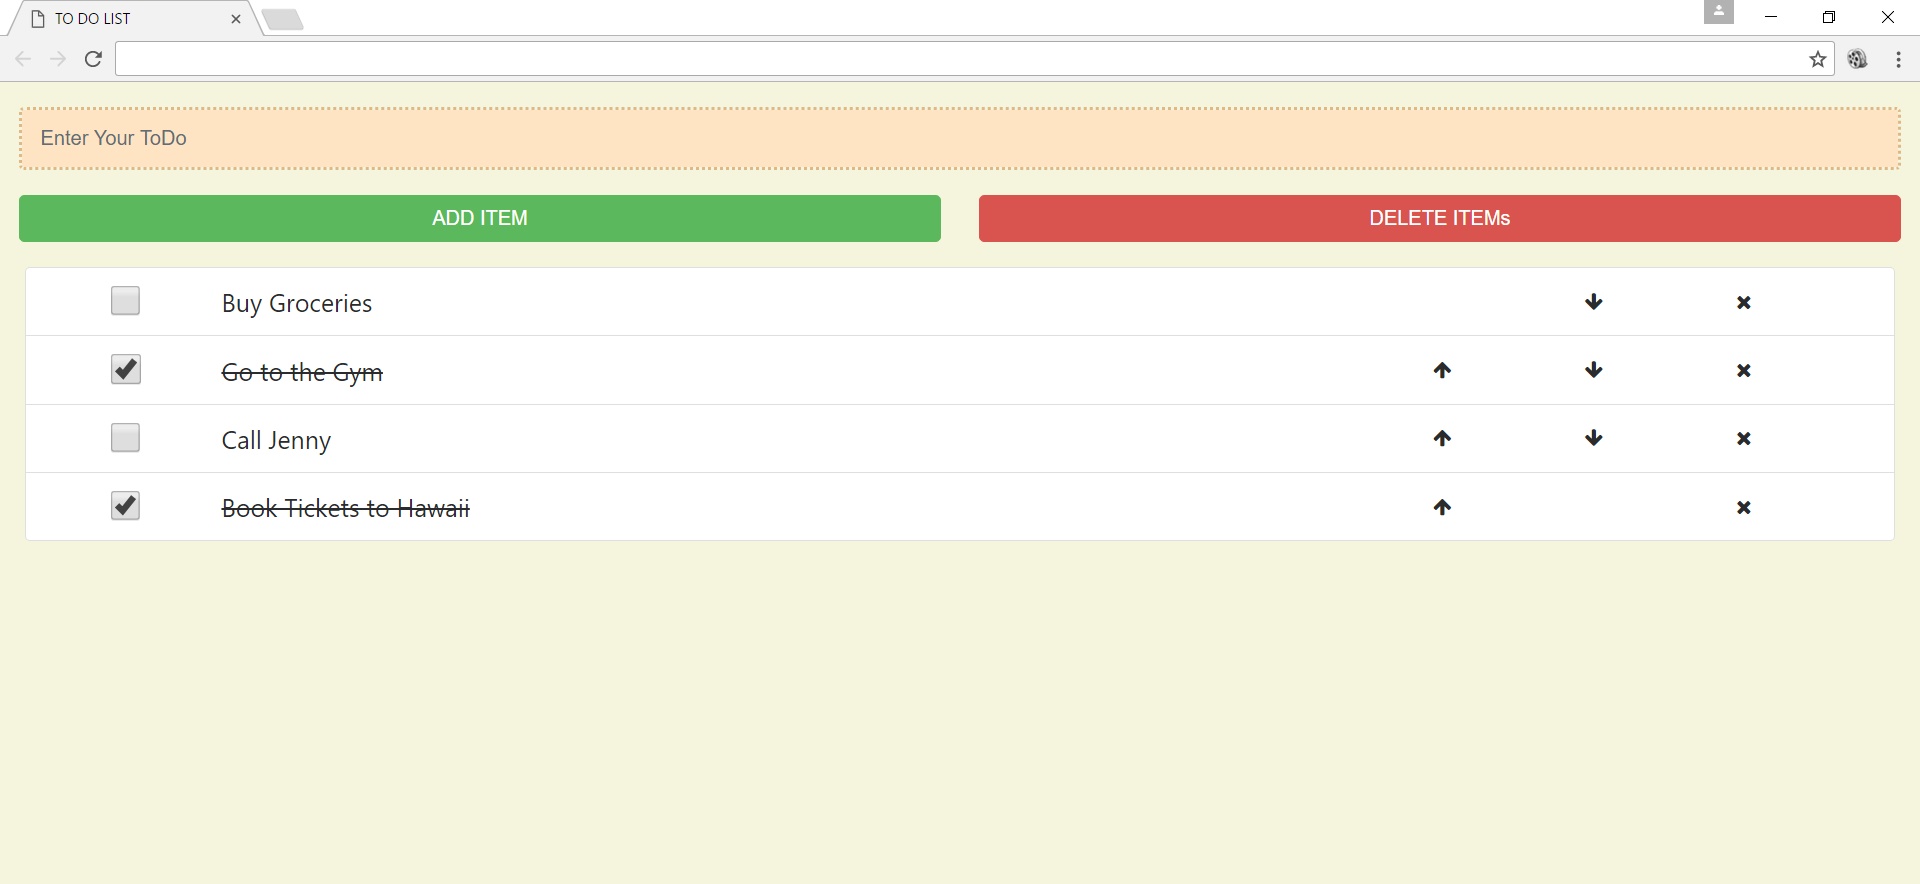 TO DO LIST
Enter Your ToDo
ADD ITEM
DELETE ITEMs
Buy Groceries
Go to the Gym
Call Jenny
Book Tickets to Hawaii